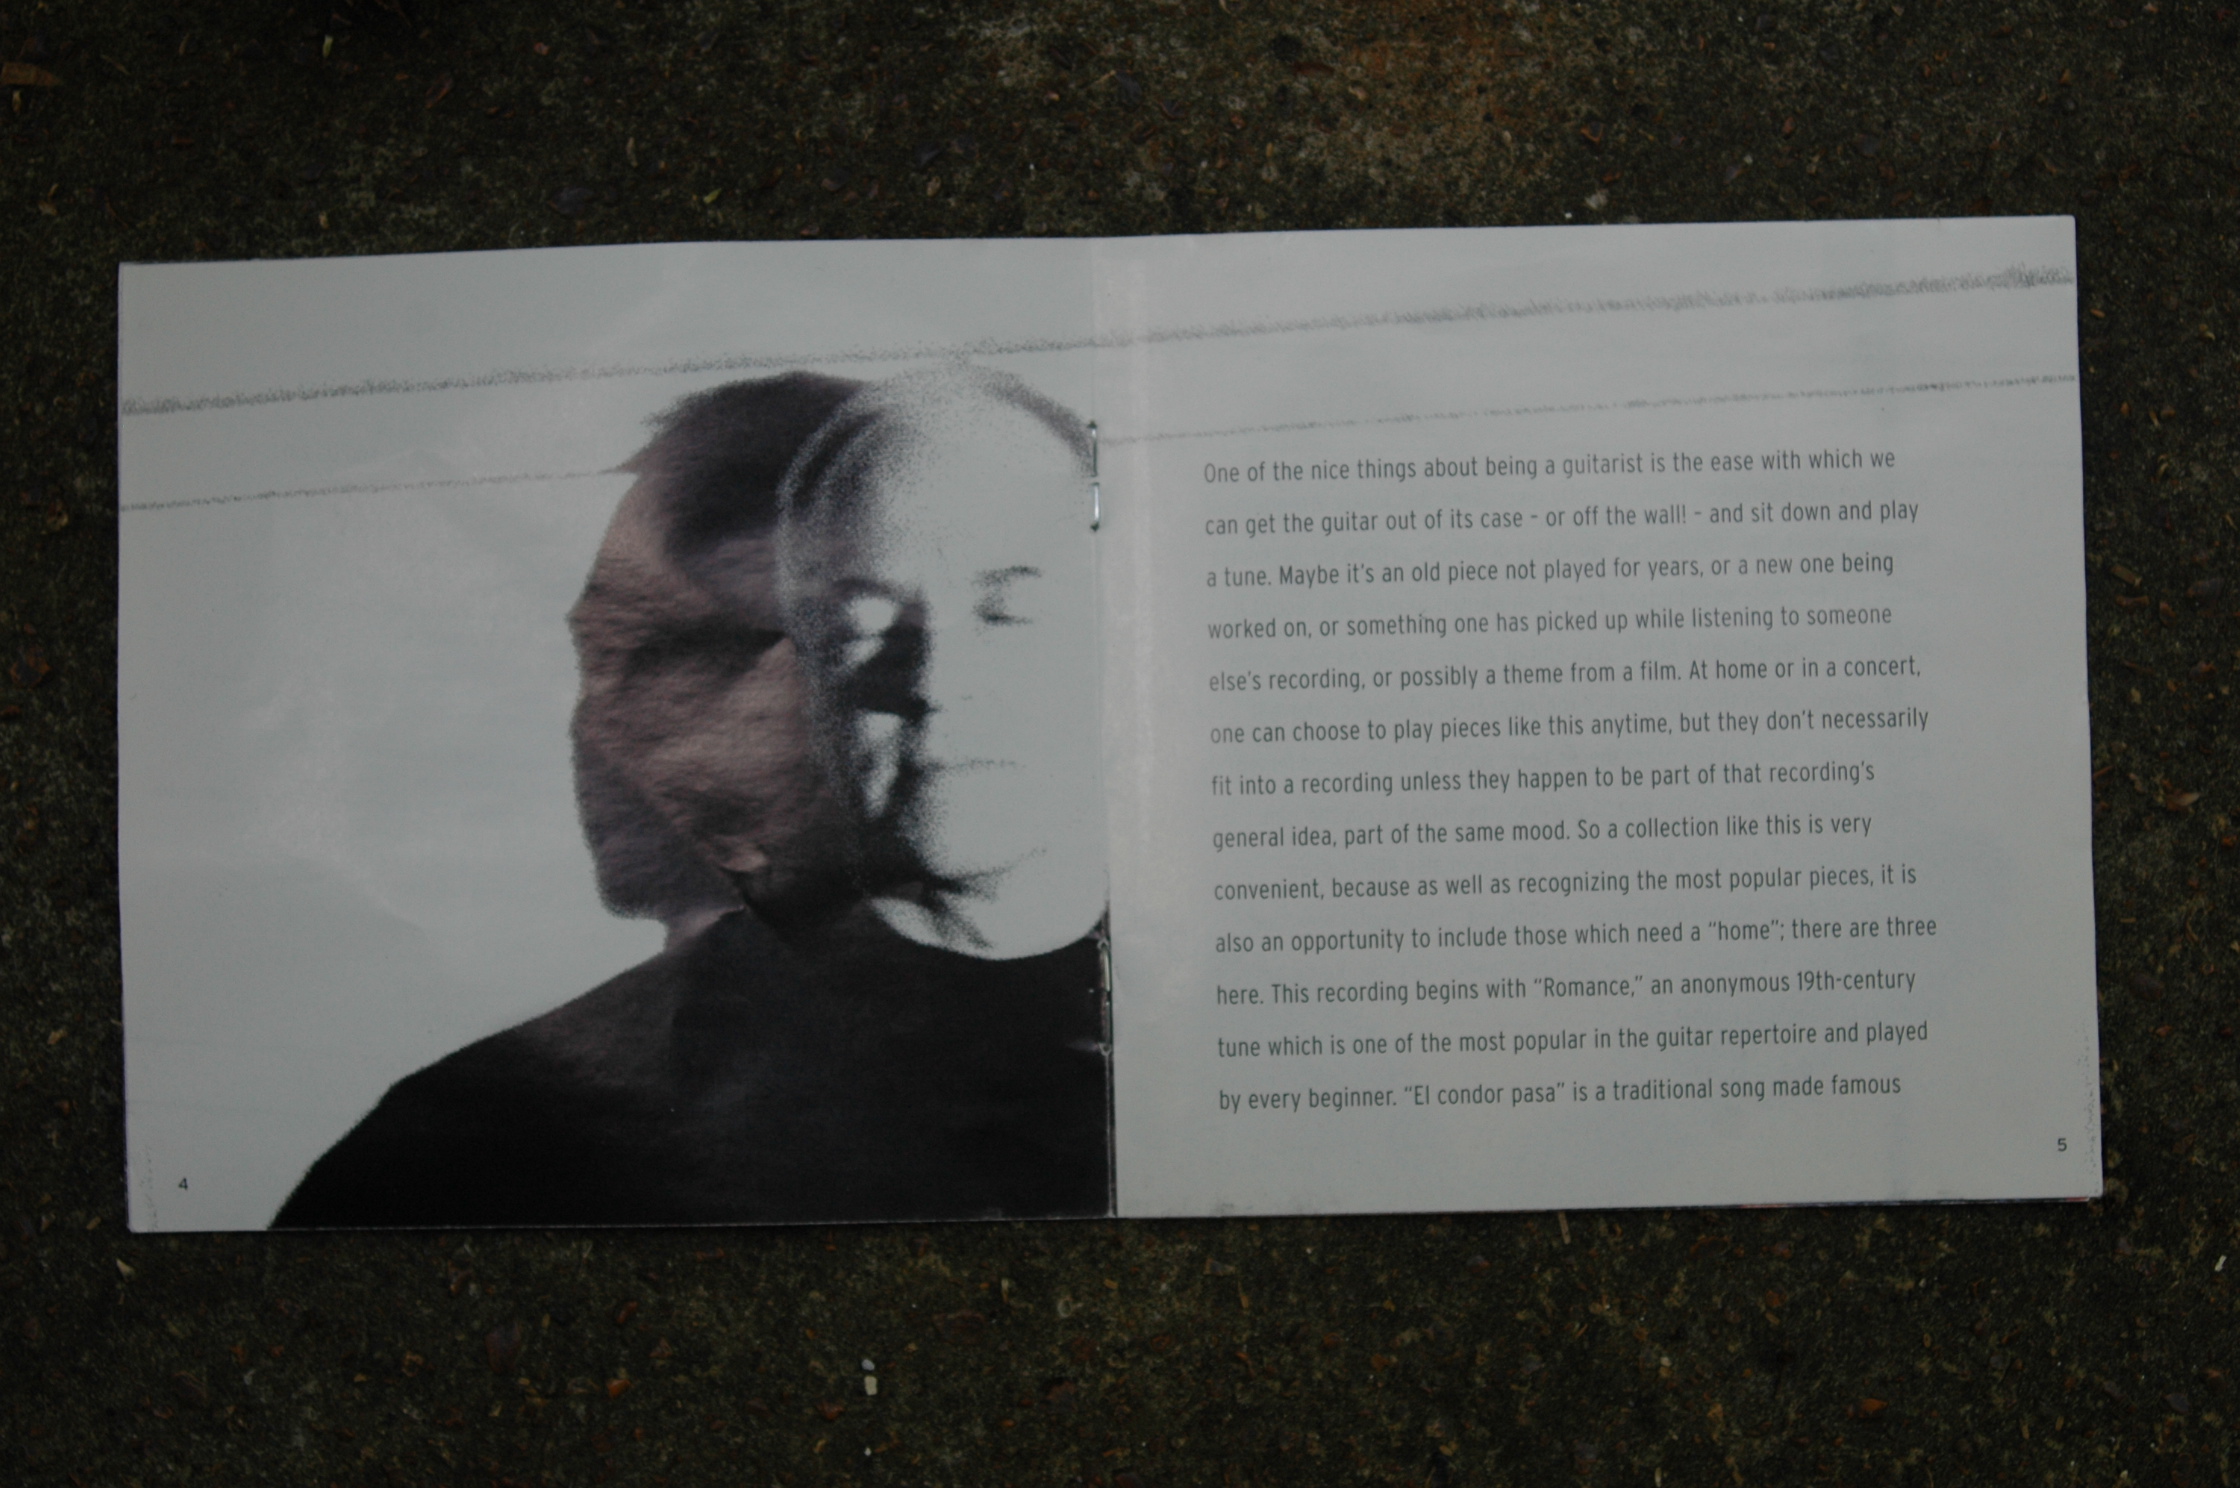 One of the nice things about being a guitarist is the ease with which we
can get the guitar out of its case - or off the wall! - and sit down and play
a tune. Maybe it's an old piece not played for years, or a new one being
worked on, or something one has picked up while listening to someone
else's recording, or possibly a theme from a film. At home or in a concert,
one can choose to play pieces like this anytime, but they don't necessarily
fit into a recording unless they happen to be part of that recording's
general idea, part of the same mood. So a collection like this is very
convenient, because as well as recognizing the most popular pieces, it is
also an opportunity to include those which need a "home"; there are three
here. This recording begins with "Romance," an anonymous 19th-century
tune which is one of the most popular in the guitar repertoire and played
by every beginner. "El condor pasa" is a traditional song made famous
4
5